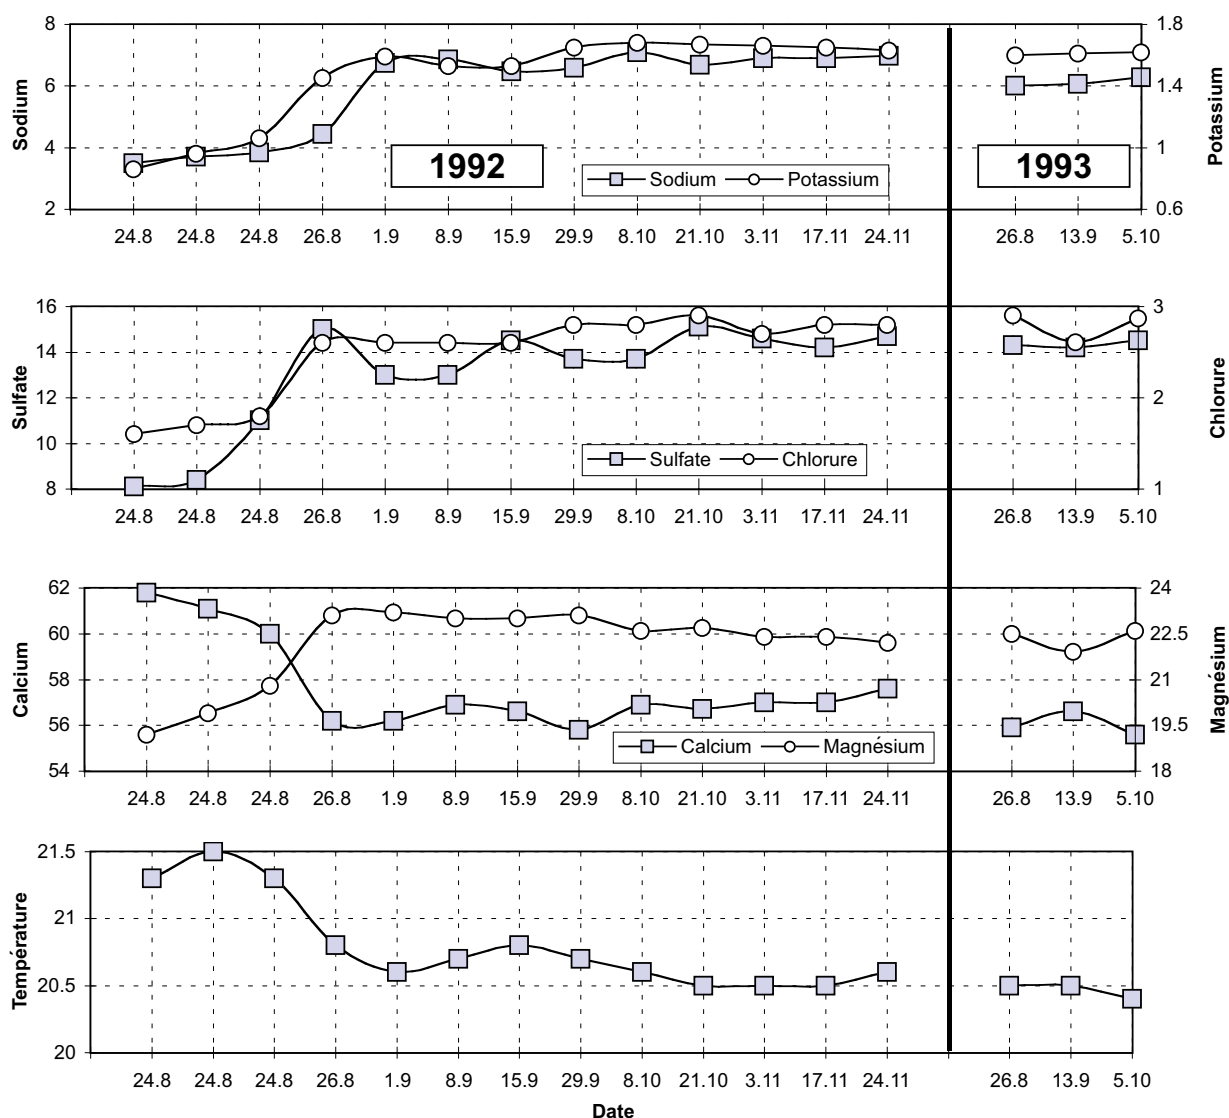 8
6
4
2
Sodium
1.8
1.4
1
0.6
Potassium
1992
1993
Sodium
Potassium
24.8 24.8 24.8 26.8 1.9 8.9 15.9 29.9 8.10 21.10 3.11 17.11 24.11 26.8 13.9 5.10
16
14
12
10
8
Sulfate
3
2
1
Chlorure
Sulfate
Chlorure
24.8 24.8 24.8 26.8 1.9 8.9 15.9 29.9 8.10 21.10 3.11 17.11 24.11 26.8 13.9 5.10
62
60
58
56
54
Calcium
24
22.5
21
19.5
18
Magnésium
Calcium
Magnésium
24.8 24.8 24.8 26.8 1.9 8.9 15.9 29.9 8.10 21.10 3.11 17.11 24.11 26.8 13.9 5.10
21.5
21
20.5
20
Température
24.8 24.8 24.8 26.8 1.9 8.9 15.9 29.9 8.10 21.10 3.11 17.11 24.11 26.8 13.9 5.10
Date